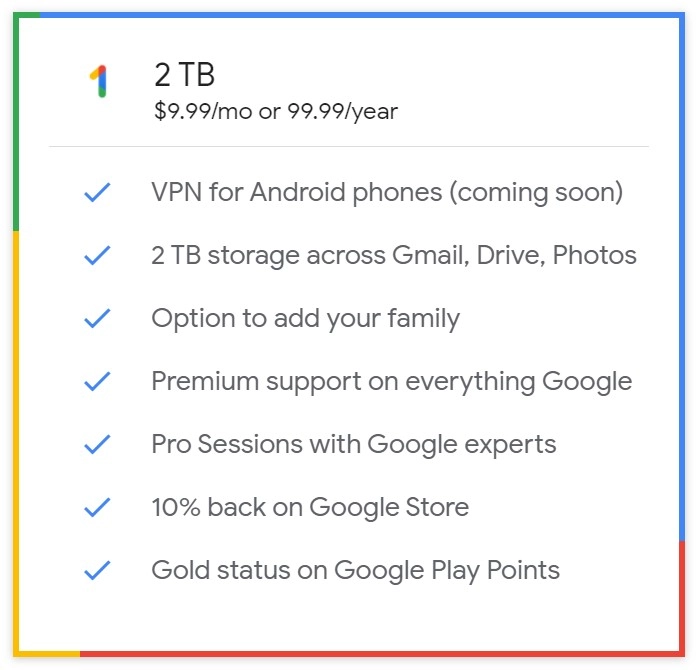 2 TB
$9.99/mo or 99.99/year
VPN for Android phones (coming soon)
2 TB storage across Gmail, Drive, Photos
Option to add your family
Premium support on everything Google
Pro Sessions with Google experts
10% back on Google Store
Gold status on Google Play Points